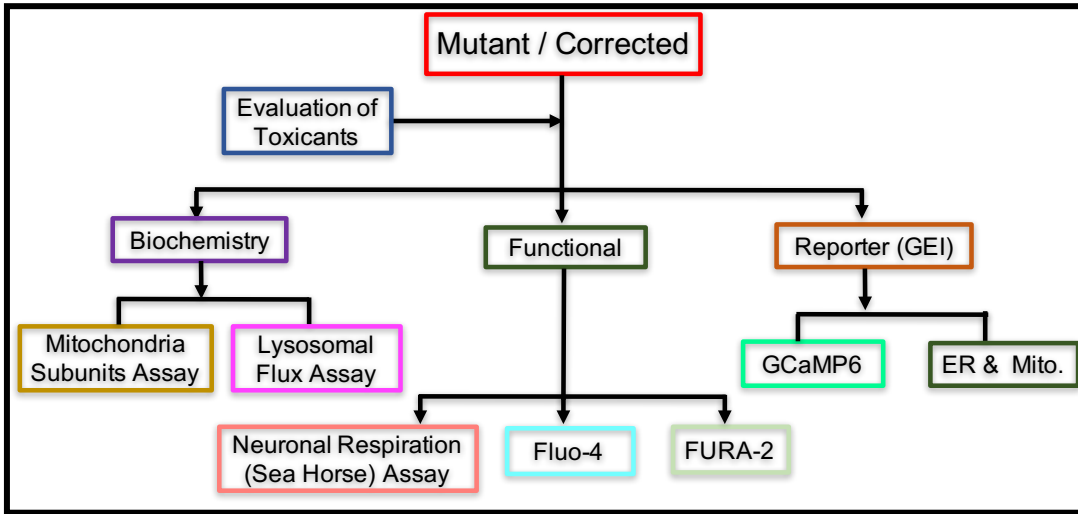 Mutant / Corrected
Evaluation of
Toxicants
Biochemistry
Functional
Reporter (GEI)
Mitochondria
Subunits Assay
Lysosomal
Flux Assay
GCaMP6
ER & Mito.
Neuronal Respiration
(Sea Horse) Assay
Fluo-4
FURA-2